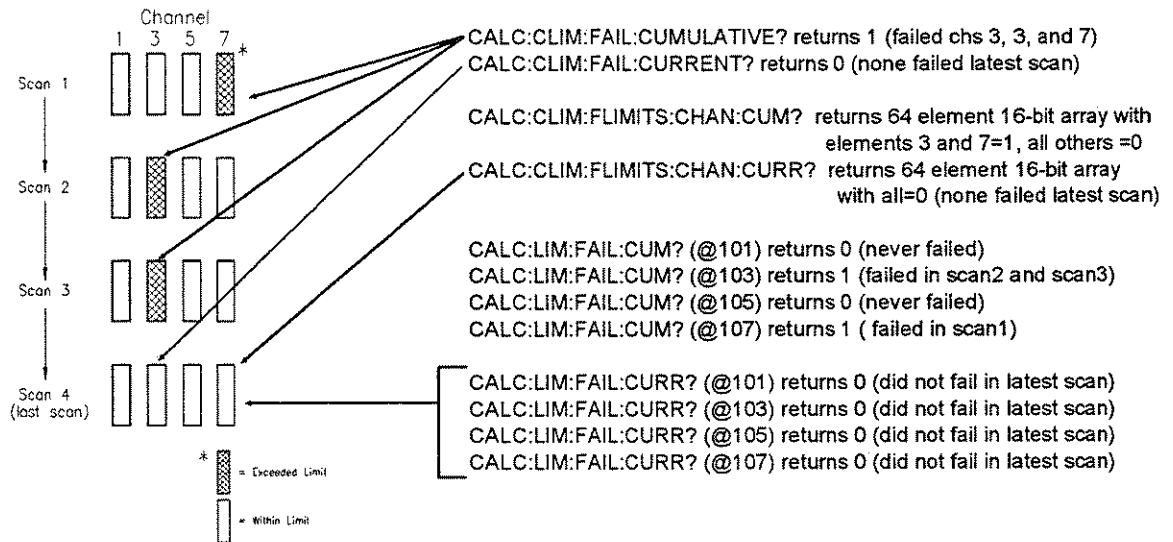 Channel
1 3 5 7
*
Scan 1
Scan 2
Scan 3
Scan 4
(last scan)
* = Exceeded Limit
= Within Limit
CALC:CLIM:FAIL:CUMULATIVE? returns 1 (failed chs 3, 3, and 7)
CALC:CLIM:FAIL:CURRENT? returns 0 (none failed latest scan)
CALC:CLIM:FLIMITS:CHAN:CUM? returns 64 element 16-bit array with
elements 3 and 7=1, all others =0
CALC:CLIM:FLIMITS:CHAN:CURR? returns 64 element 16-bit array
with all=0 (none failed latest scan)
CALC:LIM:FAIL:CUM? (@101) returns 0 (never failed)
CALC:LIM:FAIL:CUM? (@103) returns 1 (failed in scan2 and scan3)
CALC:LIM:FAIL:CUM? (@105) returns 0 (never failed)
CALC:LIM:FAIL:CUM? (@107) returns 1 ( failed in scan1)
CALC:LIM:FAIL:CURR? (@101) returns 0 (did not fail in latest scan)
CALC:LIM:FAIL:CURR? (@103) returns 0 (did not fail in latest scan)
CALC:LIM:FAIL:CURR? (@105) returns 0 (did not fail in latest scan)
CALC:LIM:FAIL:CURR? (@107) returns 0 (did not fail in latest scan)